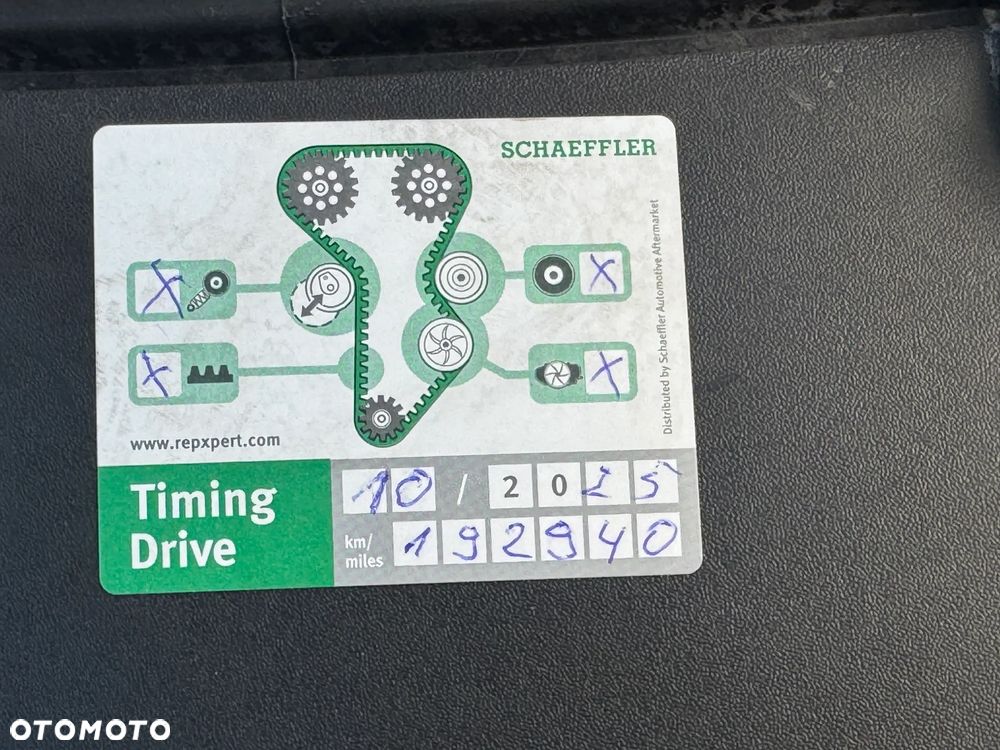 SCHAEFFLER
X
X
X
X
Distributed by Schaeffler Automotive Aftermarket
www.repxpert.com
Timing
Drive
10 / 2025
km/
miles
192940
OTOMOTO